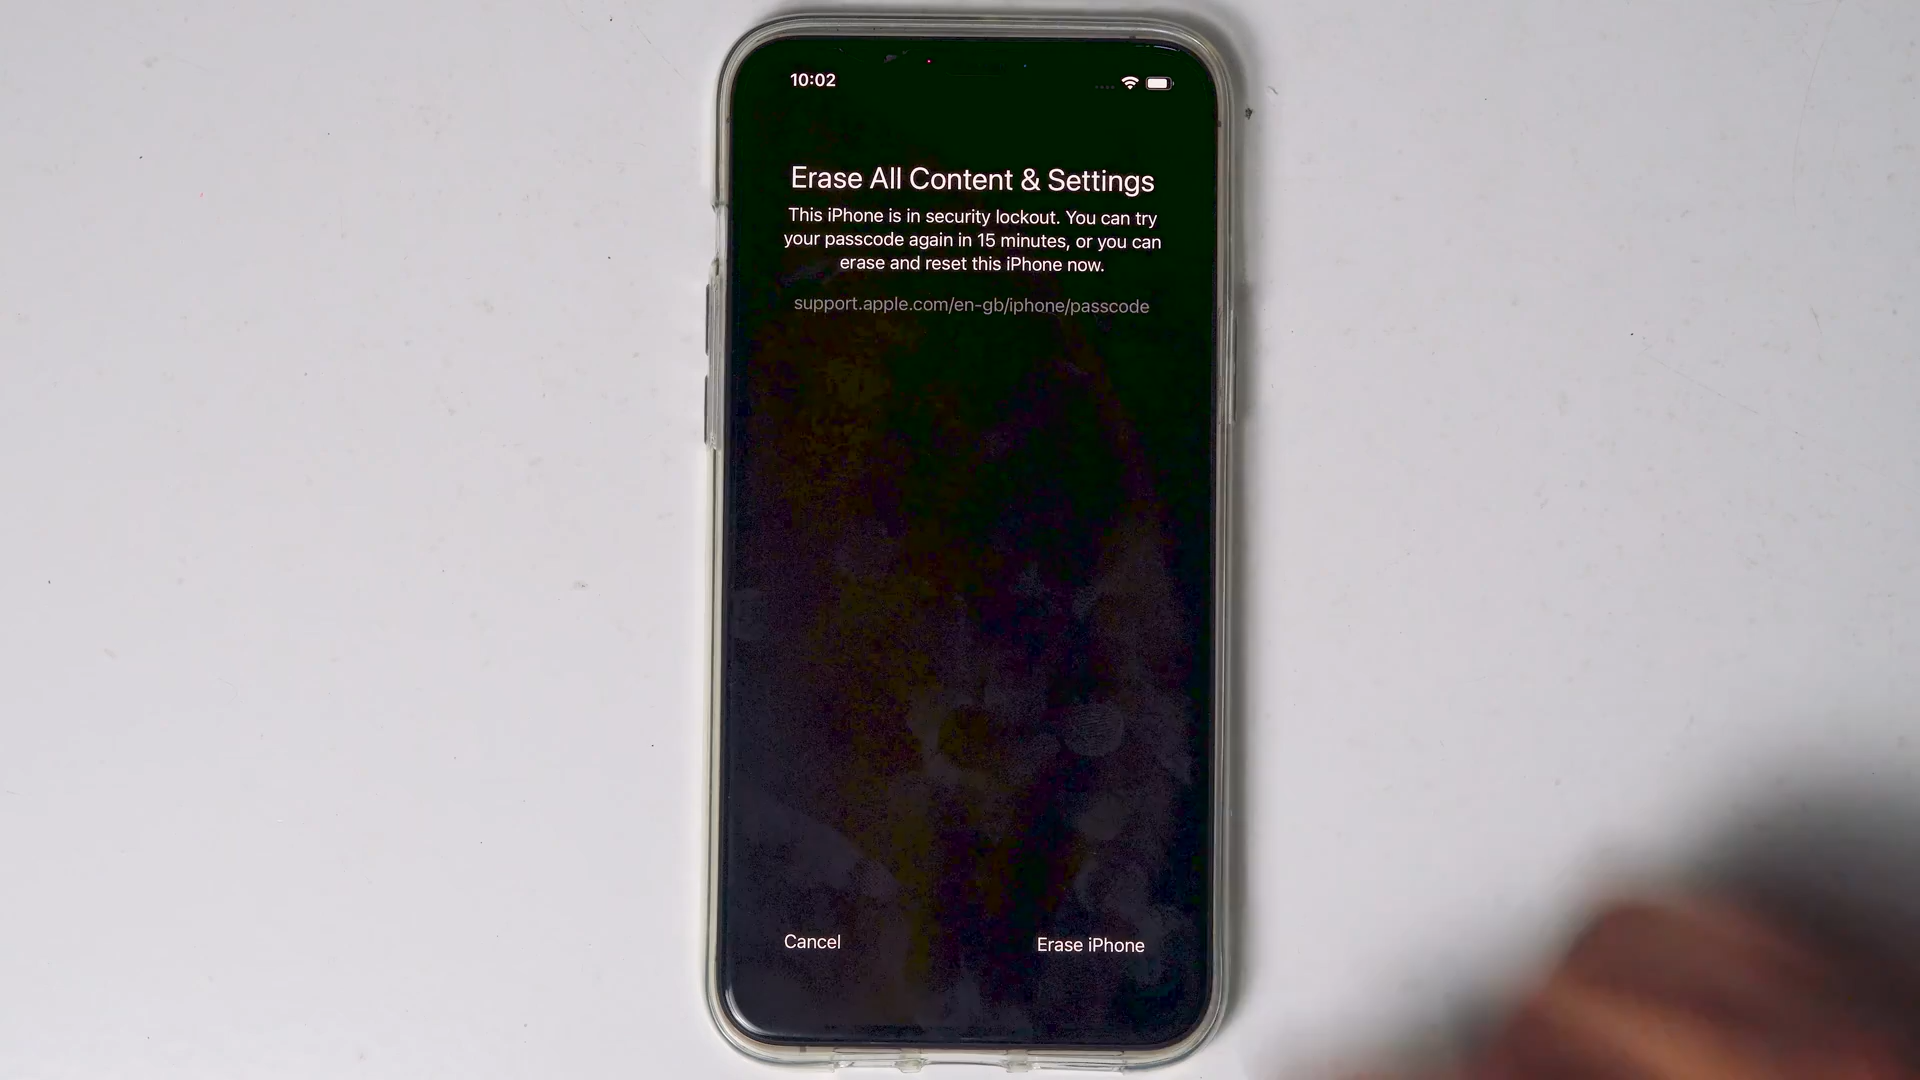 10:02
Erase All Content & Settings
This iPhone is in security lockout. You can try
your passcode again in 15 minutes, or you can
erase and reset this iPhone now.
support.apple.com/en-gb/iphone/passcode
Cancel
Erase iPhone